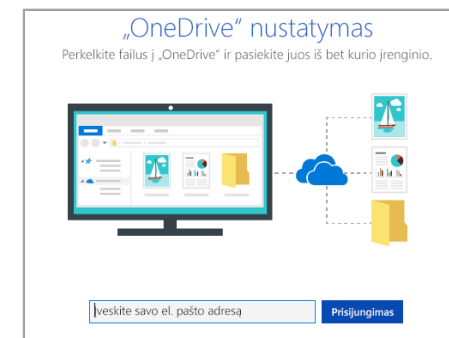 „OneDrive“ nustatymas
Perkelkite failus į „OneDrive“ ir pasiekite juos iš bet kurio įrenginio.
Įveskite savo el. pašto adresą
Prisijungimas